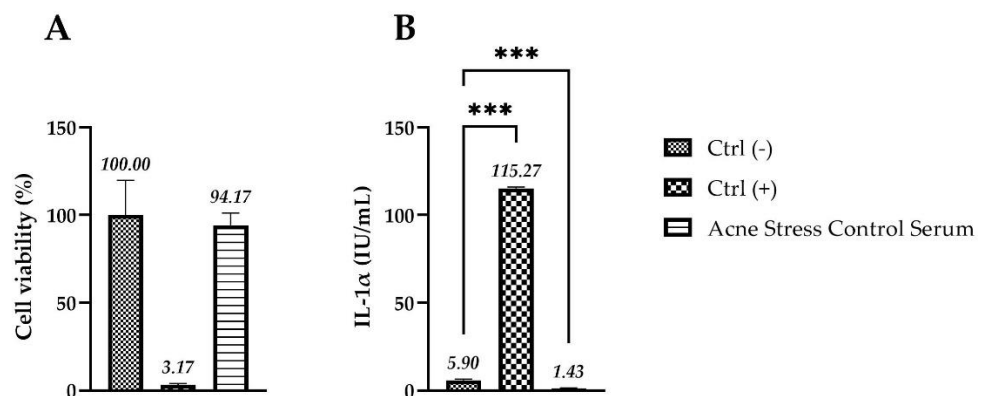 A
B
***
***
150
100
50
0
Cell viability (%)
100.00
3.17
94.17
150
100
50
0
IL-1α (IU/mL)
5.90
115.27
1.43
Ctrl (-)
Ctrl (+)
Acne Stress Control Serum